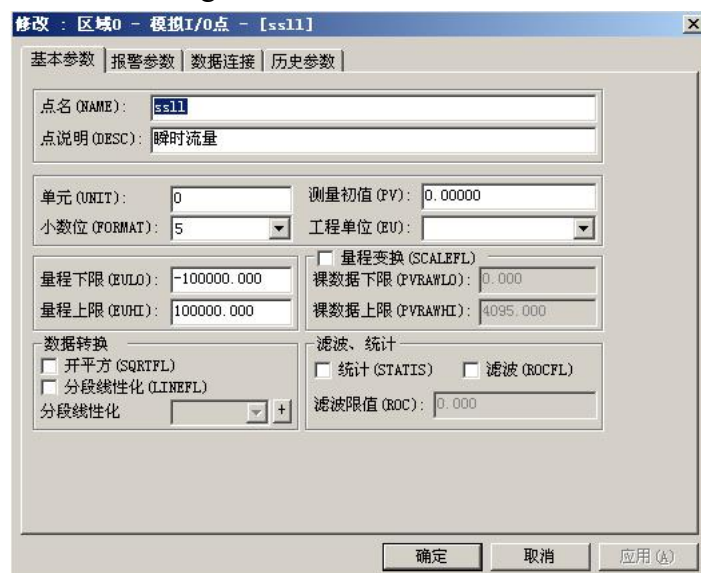 修改 : 区域0 - 模拟I/O点 - [ssll]
基本参数 报警参数 数据连接 历史参数
点名(NAME): ssll
点说明(DESC): 瞬时流量
单元(UNIT): 0 测量初值(PV): 0.00000
小数位(FORMAT): 5 工程单位(EU):
量程变换(SCALEFL)
量程下限(EULO): -100000.000 裸数据下限(PVRAWLO): 0.000
量程上限(EUHI): 100000.000 裸数据上限(PVRAWHI): 4095.000
数据转换 滤波、统计
开平方(SQRTFL) 统计(STATIS) 滤波(ROCFL)
分段线性化(LINEFL)
分段线性化 + 滤波限值(ROC): 0.000
确定 取消 应用(A)